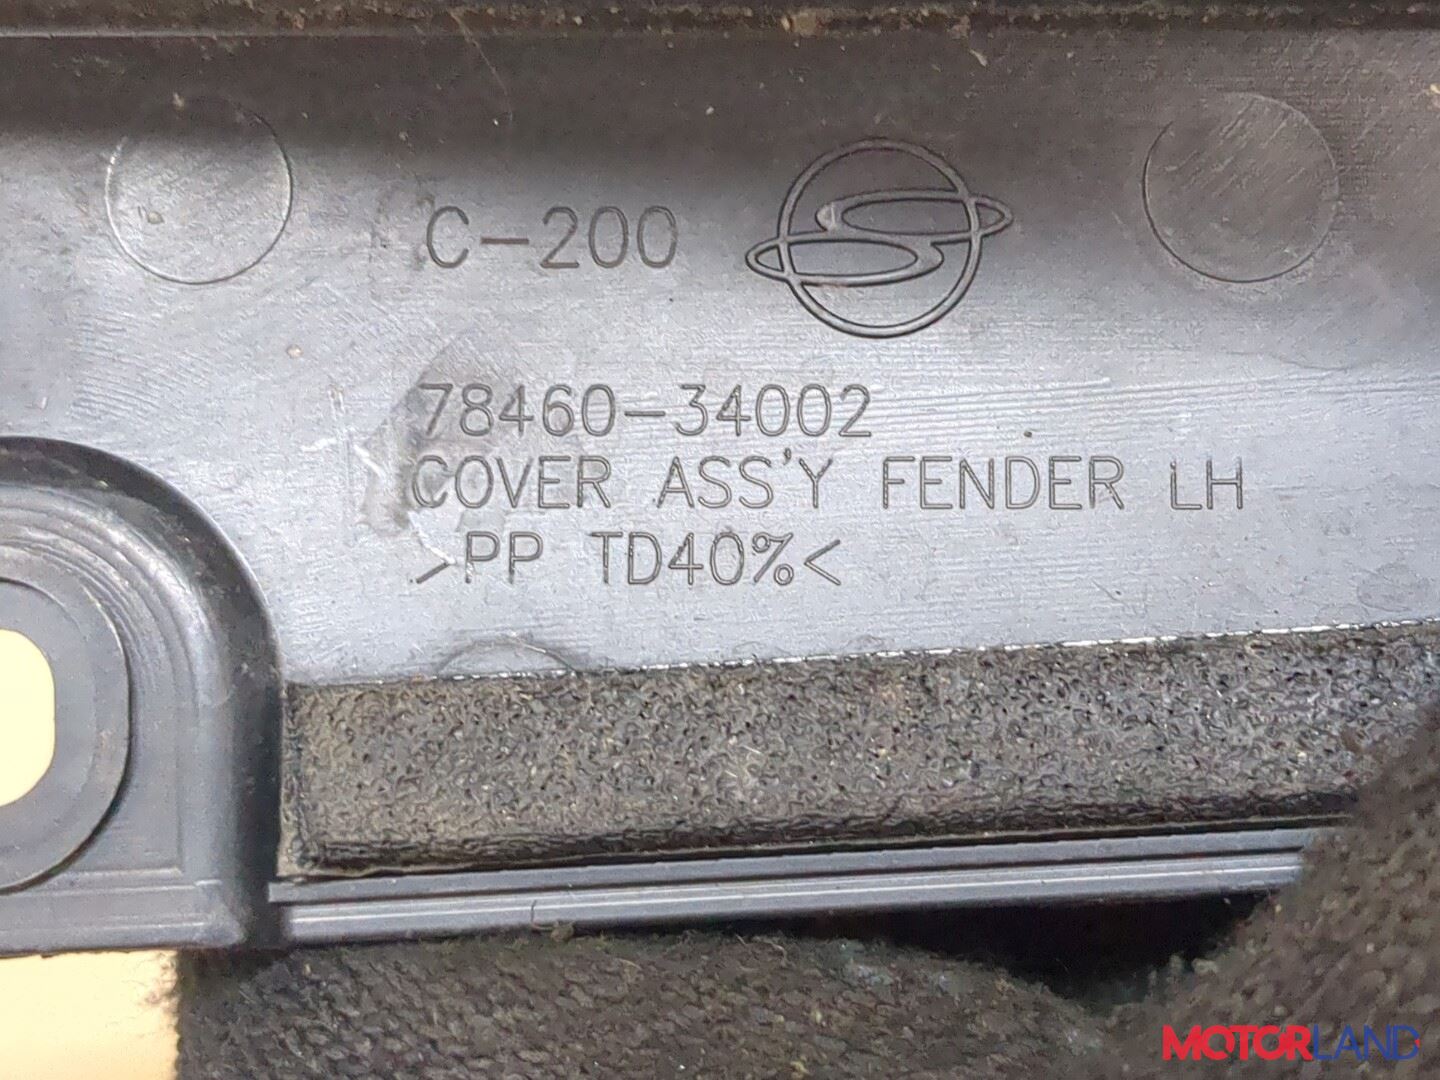 C-200
78460-34002
COVER ASS'Y FENDER LH
>PP TD40%<
MOTORLAND